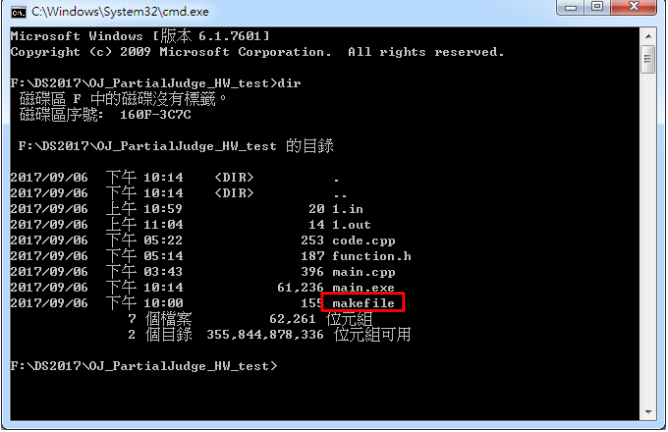 C:\Windows\System32\cmd.exe
Microsoft Windows [版本 6.1.7601]
Copyright (c) 2009 Microsoft Corporation.  All rights reserved.
F:\DS2017\OJ_PartialJudge_HW_test>dir
磁碟區 F 中的磁碟沒有標籤。
磁碟區序號:  160F-3C7C
F:\DS2017\OJ_PartialJudge_HW_test 的目錄
2017/09/06  下午 10:14    <DIR>          .
2017/09/06  下午 10:14    <DIR>          ..
2017/09/06  上午 10:59                20 1.in
2017/09/06  上午 11:04                14 1.out
2017/09/06  下午 05:22               253 code.cpp
2017/09/06  下午 05:14               187 function.h
2017/09/06  下午 03:43               396 main.cpp
2017/09/06  下午 10:14            61,236 main.exe
2017/09/06  下午 10:00               155 makefile
7 個檔案          62,261 位元組
2 個目錄  355,844,878,336 位元組可用
F:\DS2017\OJ_PartialJudge_HW_test>